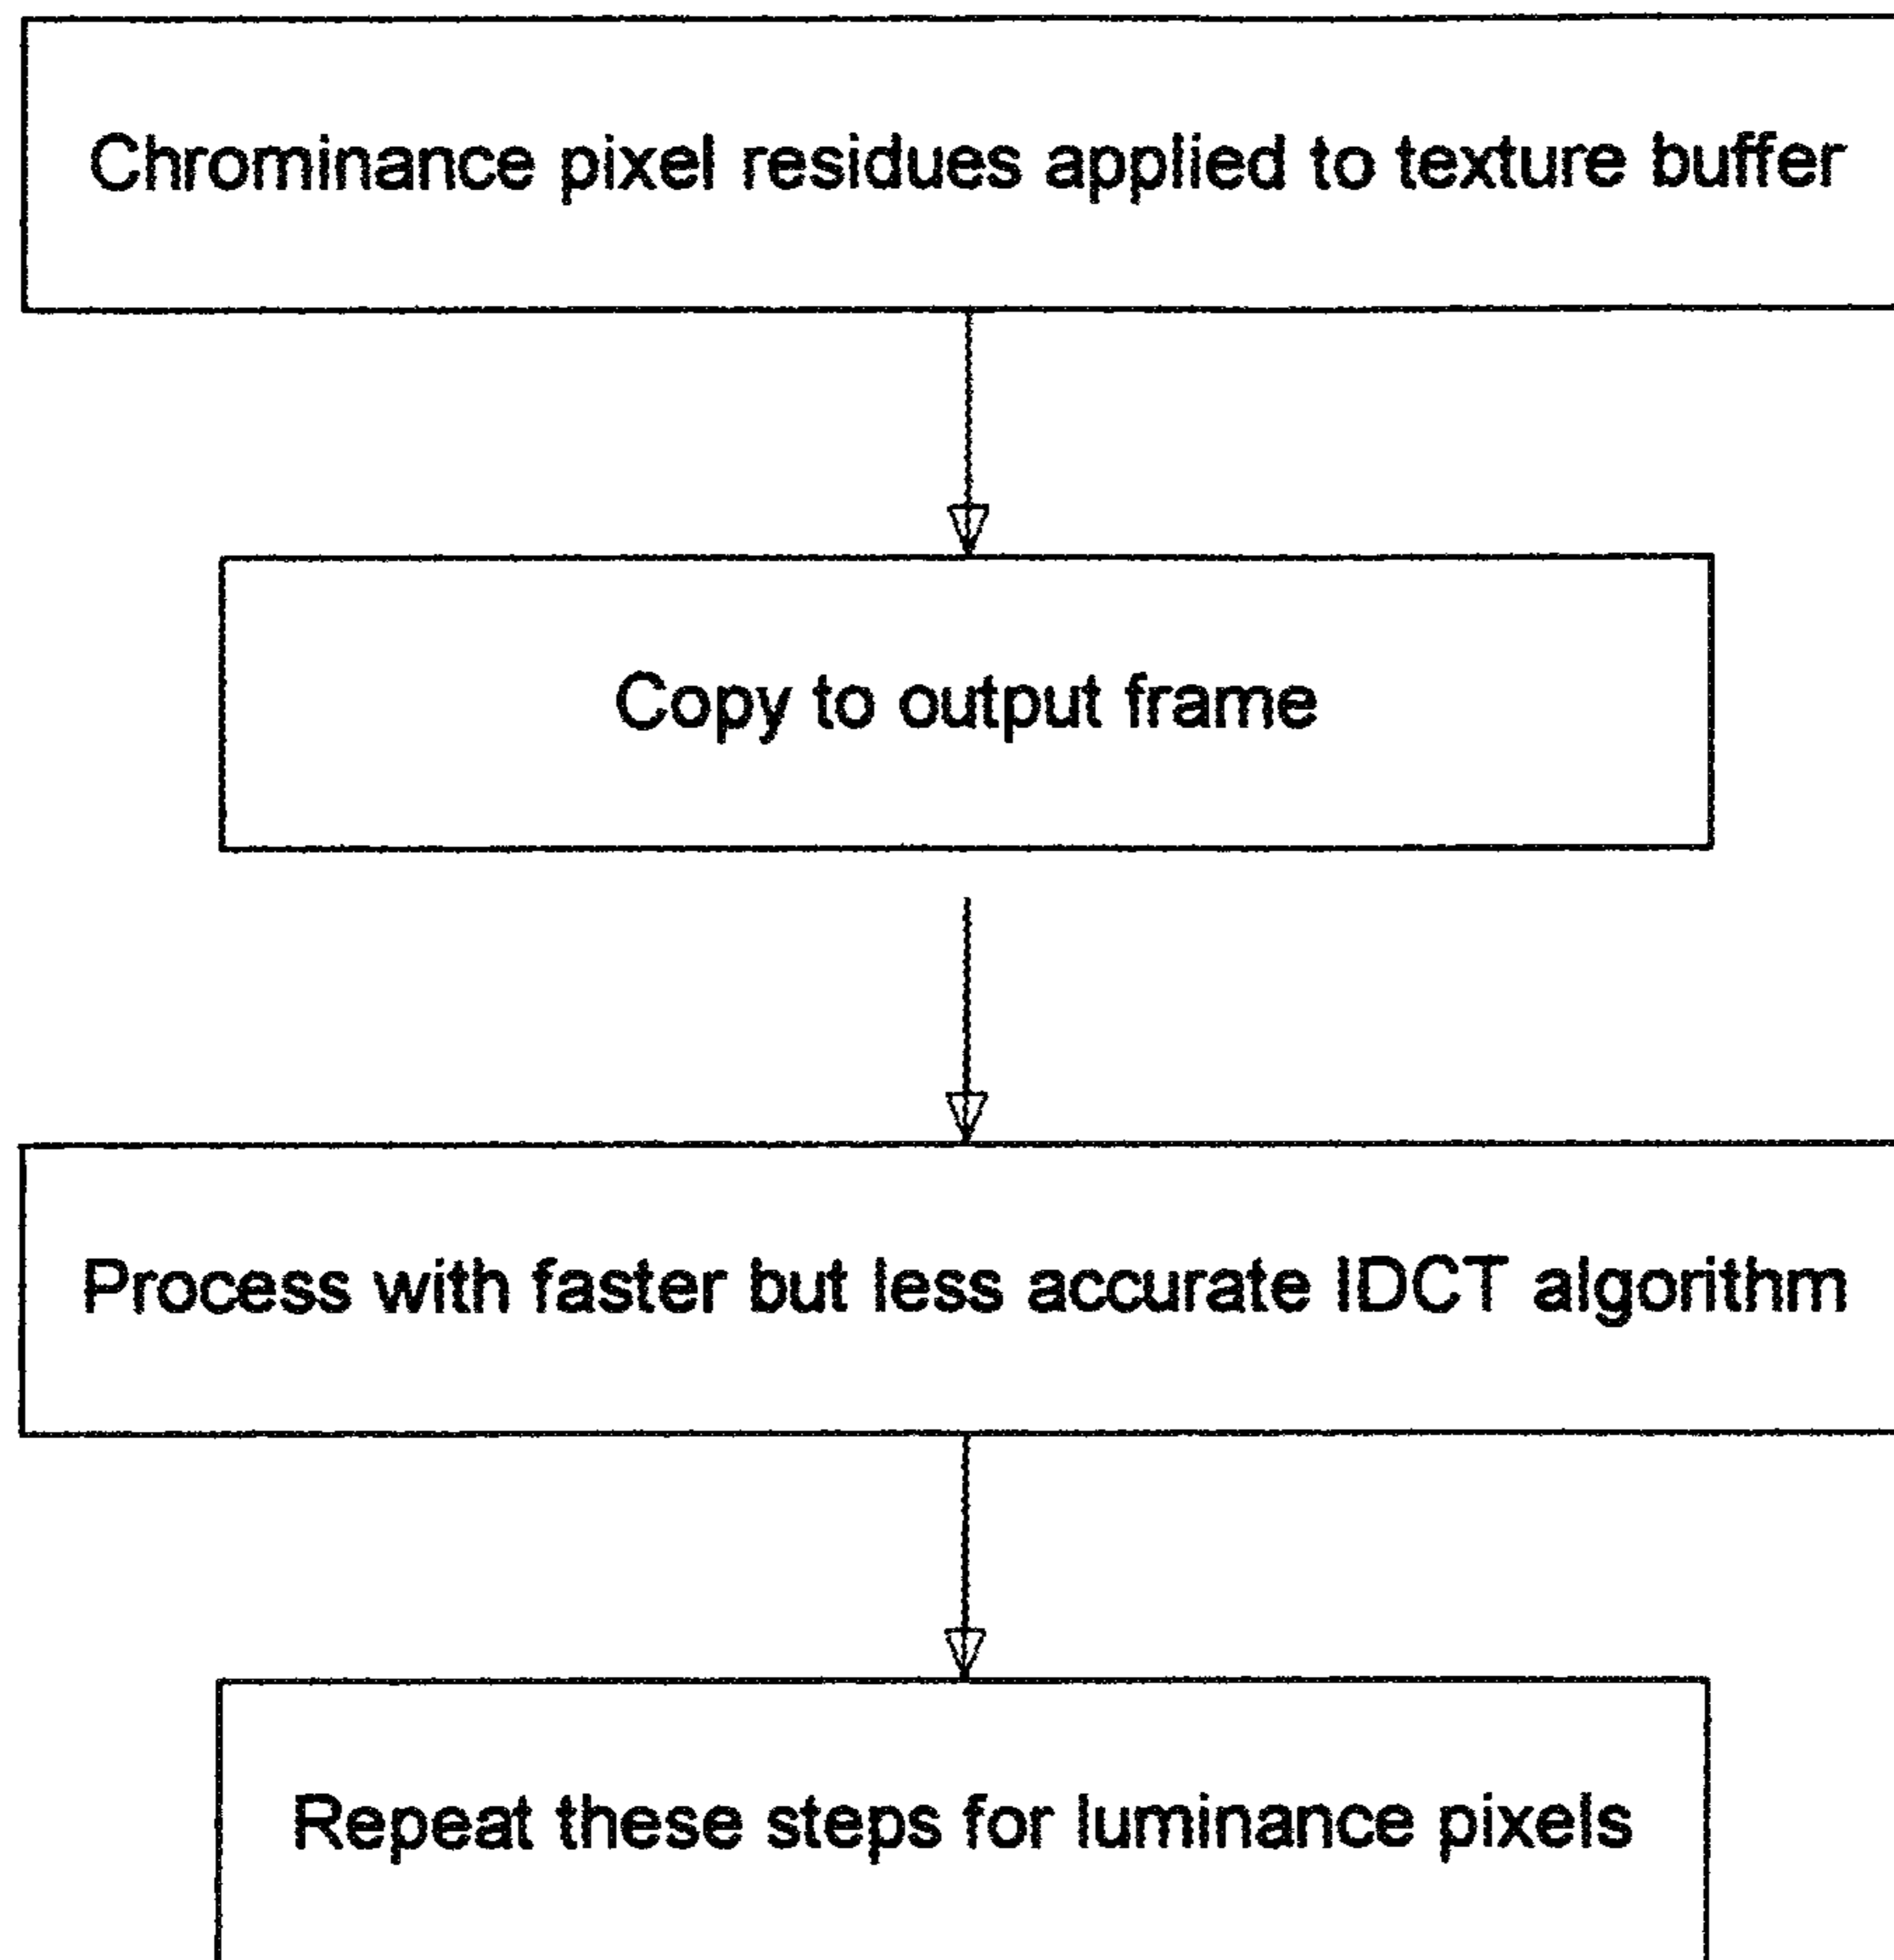 Chrominance pixel residues applied to texture buffer
Copy to output frame
Process with faster but less accurate IDCT algorithm
Repeat these steps for luminance pixels